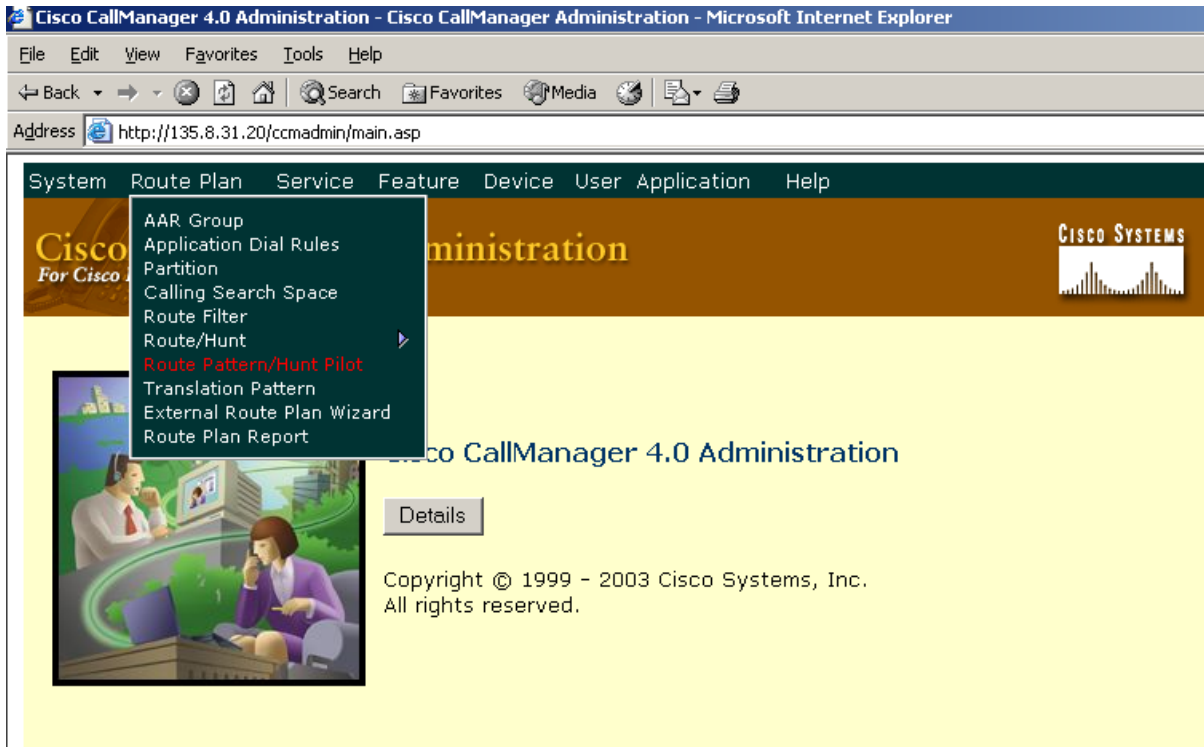 Cisco CallManager 4.0 Administration - Cisco CallManager Administration - Microsoft Internet Explorer
File Edit View Favorites Tools Help
Back Search Favorites Media
Address http://135.8.31.20/ccmadmin/main.asp
System Route Plan Service Feature Device User Application Help
AAR Group
Application Dial Rules
Partition
Calling Search Space
Route Filter
Route/Hunt
Route Pattern/Hunt Pilot
Translation Pattern
External Route Plan Wizard
Route Plan Report
Cisco ministration
For Cisco
CISCO SYSTEMS
Cisco CallManager 4.0 Administration
Details
Copyright © 1999 - 2003 Cisco Systems, Inc.
All rights reserved.